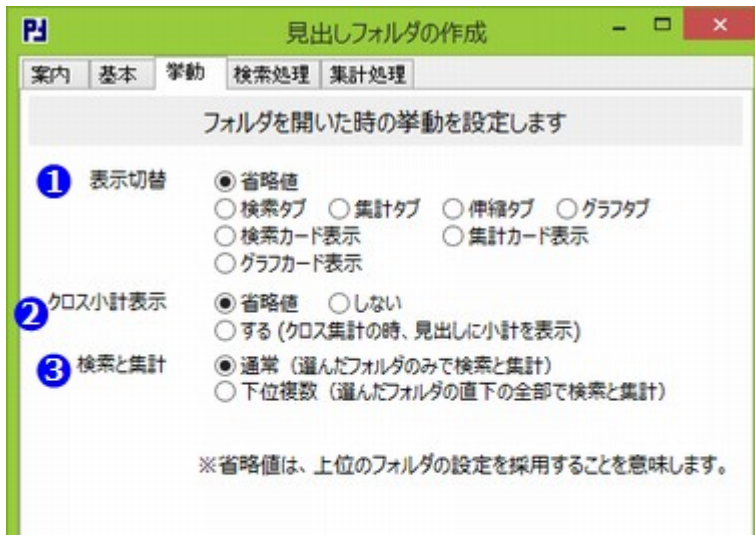 見出しフォルダの作成
案内 基本 挙動 検索処理 集計処理
フォルダを開いた時の挙動を設定します
1 表示切替 省略値
検索タブ 集計タブ 伸縮タブ グラフタブ
検索カード表示 集計カード表示
グラフカード表示
2 クロス小計表示 省略値 しない
する (クロス集計の時、見出しに小計を表示)
3 検索と集計 通常 (選んだフォルダのみで検索と集計)
下位複数 (選んだフォルダの直下の全部で検索と集計)
※省略値は、上位のフォルダの設定を採用することを意味します。